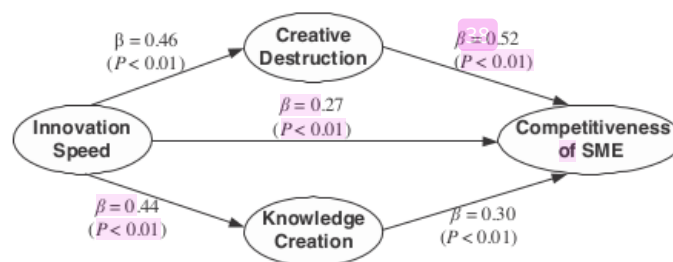 Creative
Destruction
β = 0.46
(P < 0.01)
β = 0.52
(P < 0.01)
β = 0.27
(P < 0.01)
Innovation
Speed
Competitiveness
of SME
β = 0.44
(P < 0.01)
Knowledge
Creation
β = 0.30
(P < 0.01)